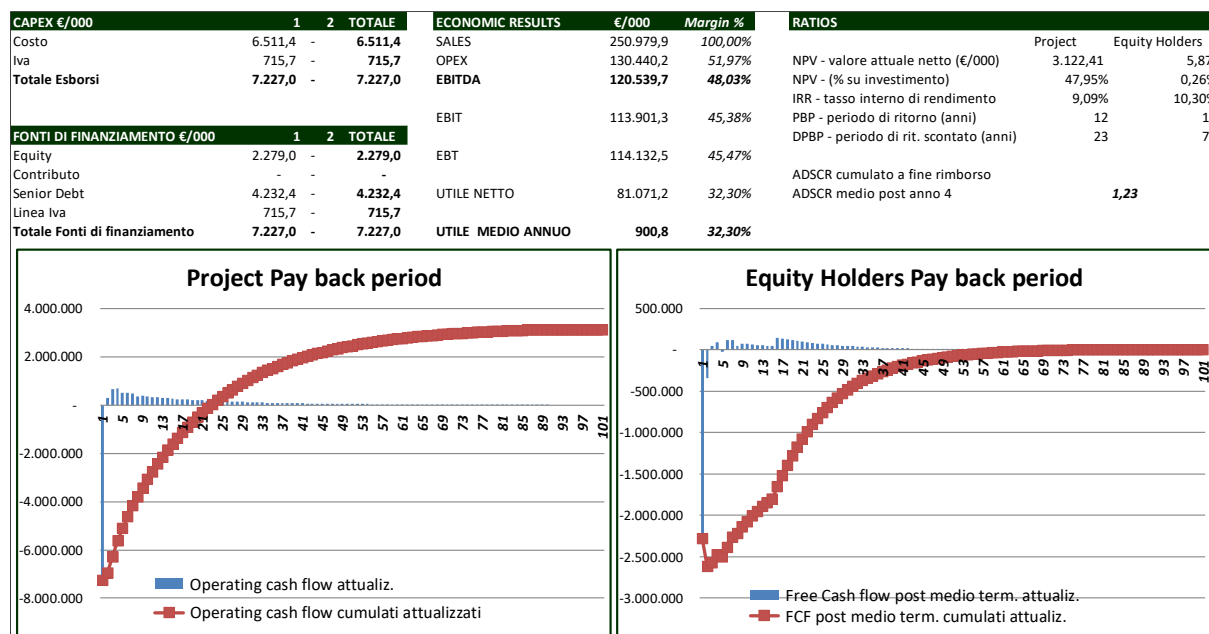 CAPEX €/000 1 2 TOTALE
Costo 6.511,4 - 6.511,4
Iva 715,7 - 715,7
Totale Esborsi 7.227,0 - 7.227,0
FONTI DI FINANZIAMENTO €/000 1 2 TOTALE
Equity 2.279,0 - 2.279,0
Contributo - - -
Senior Debt 4.232,4 - 4.232,4
Linea Iva 715,7 - 715,7
Totale Fonti di finanziamento 7.227,0 - 7.227,0
ECONOMIC RESULTS €/000 Margin %
SALES 250.979,9 100,00%
OPEX 130.440,2 51,97%
EBITDA 120.539,7 48,03%
EBIT 113.901,3 45,38%
EBT 114.132,5 45,47%
UTILE NETTO 81.071,2 32,30%
UTILE MEDIO ANNUO 900,8 32,30%
RATIOS
Project Equity Holders
NPV - valore attuale netto (€/000) 3.122,41 5,87
NPV - (% su investimento) 47,95% 0,26%
IRR - tasso interno di rendimento 9,09% 10,30%
PBP - periodo di ritorno (anni) 12 1
DPBP - periodo di rit. scontato (anni) 23 7
ADSCR cumulato a fine rimborso
ADSCR medio post anno 4 1,23
Project Pay back period
4.000.000
2.000.000
-
-2.000.000
-4.000.000
-6.000.000
-8.000.000
1 5 9 13 17 21 25 29 33 37 41 45 49 53 57 61 65 69 73 77 81 85 89 93 97 101
Operating cash flow attualiz.
Operating cash flow cumulati attualizzati
Equity Holders Pay back period
500.000
-
-500.000
-1.000.000
-1.500.000
-2.000.000
-2.500.000
-3.000.000
1 5 9 13 17 21 25 29 33 37 41 45 49 53 57 61 65 69 73 77 81 85 89 93 97 101
Free Cash flow post medio term. attualiz.
FCF post medio term. cumulati attualiz.